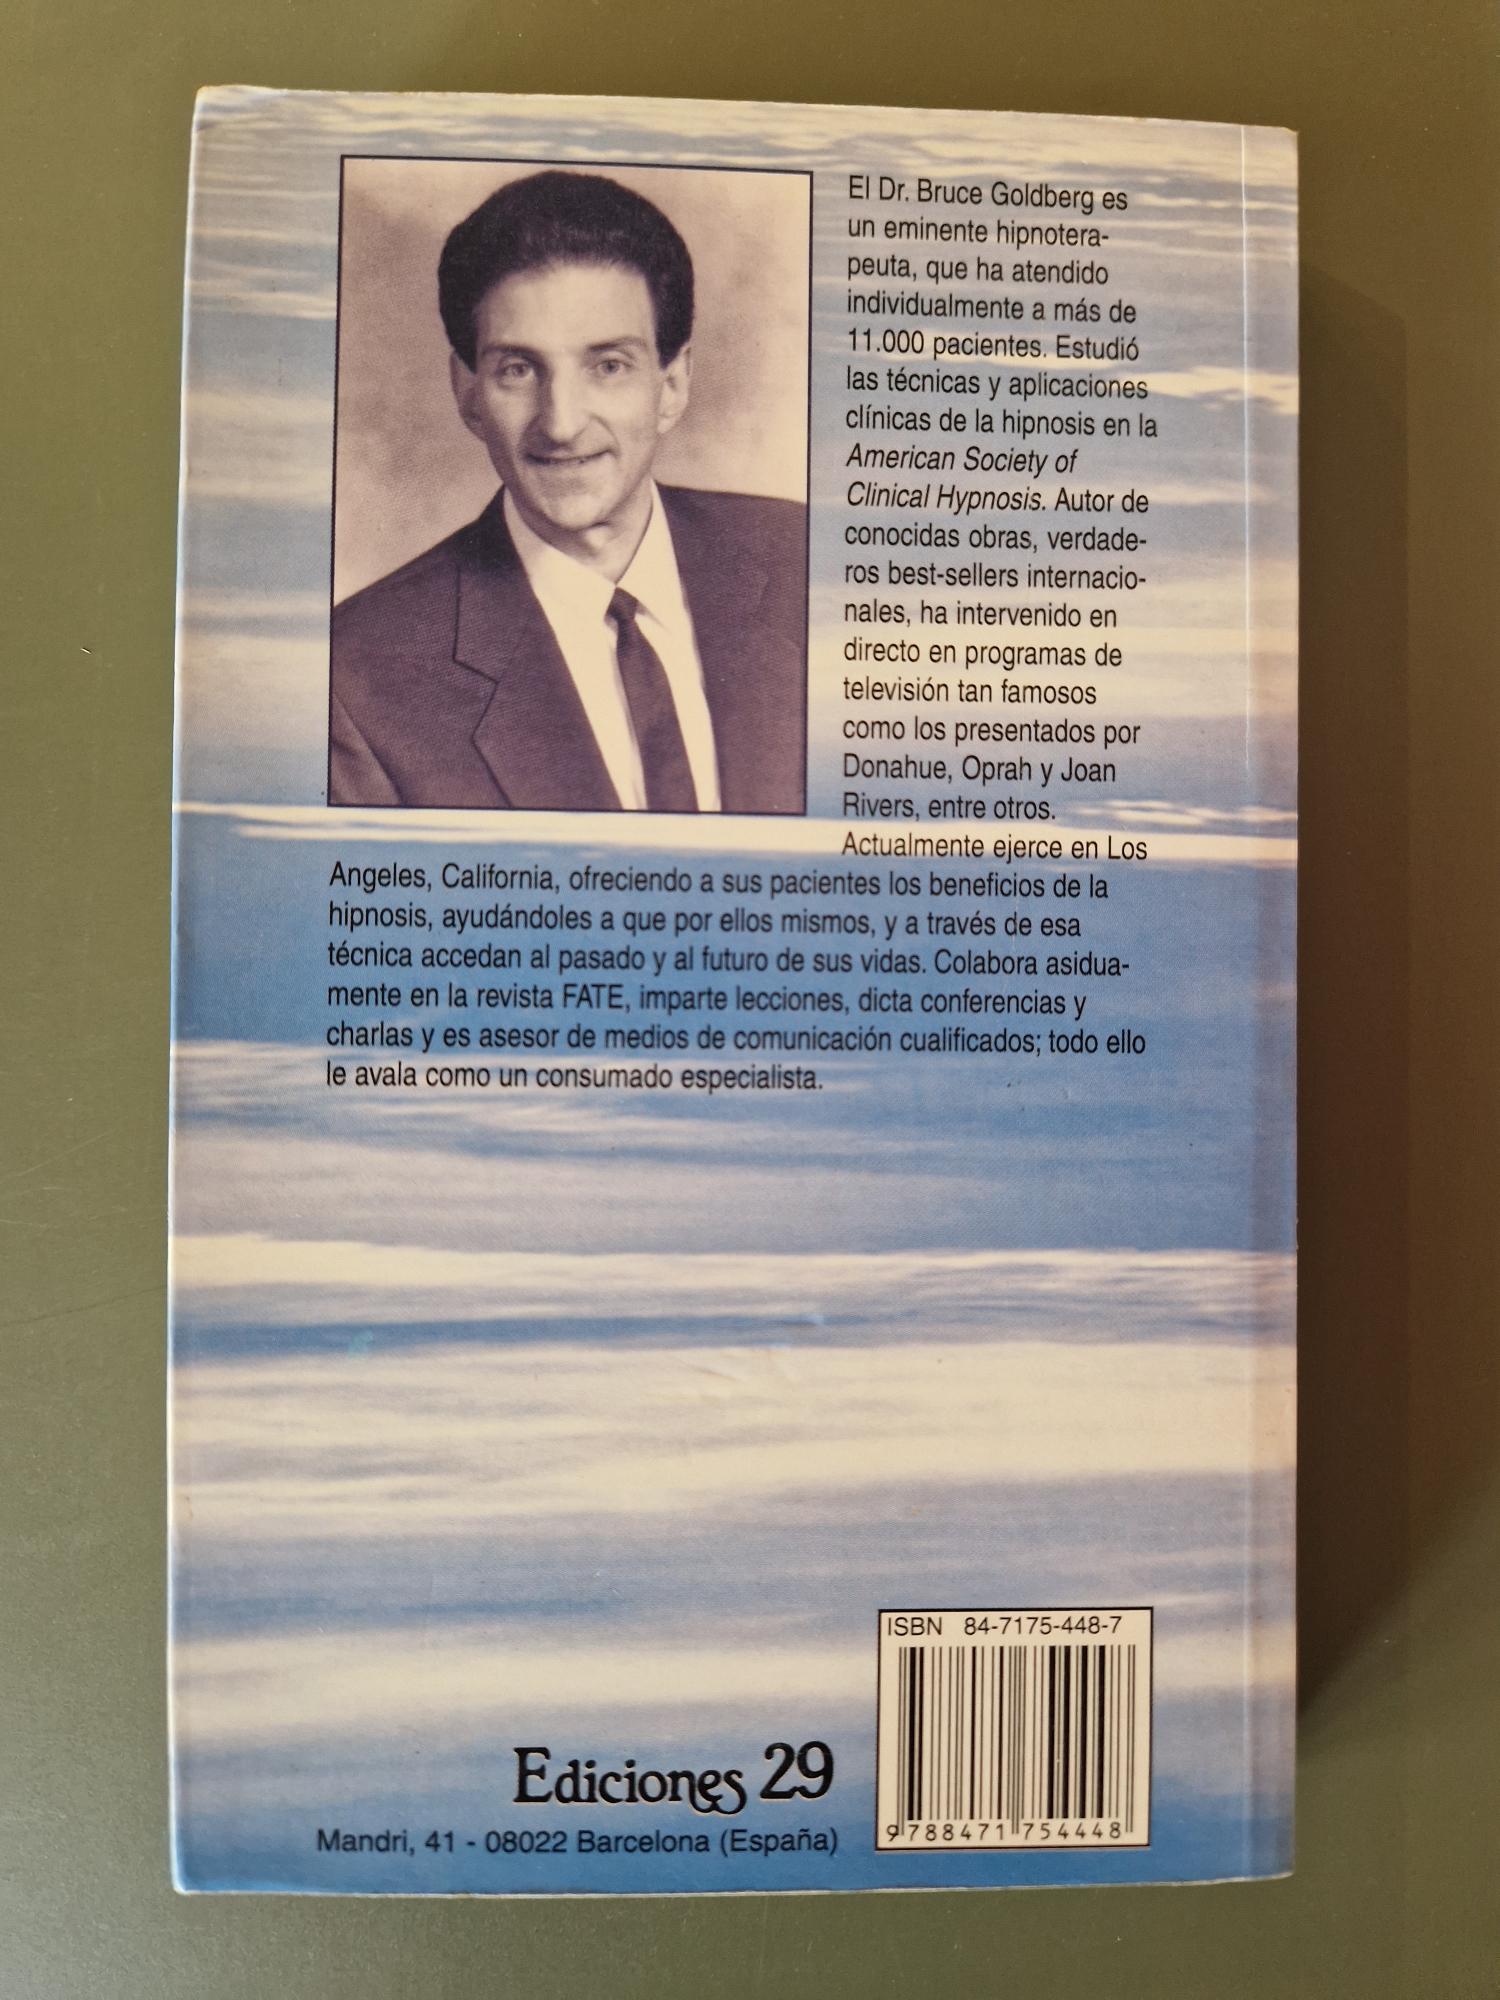 El Dr. Bruce Goldberg es
un eminente hipnotera-
peuta, que ha atendido
individualmente a más de
11.000 pacientes. Estudió
las técnicas y aplicaciones
clínicas de la hipnosis en la
American Society of
Clinical Hypnosis. Autor de
conocidas obras, verdade-
ros best-sellers internacio-
nales, ha intervenido en
directo en programas de
televisión tan famosos
como los presentados por
Donahue, Oprah y Joan
Rivers, entre otros.
Actualmente ejerce en Los
Angeles, California, ofreciendo a sus pacientes los beneficios de la
hipnosis, ayudándoles a que por ellos mismos, y a través de esa
técnica accedan al pasado y al futuro de sus vidas. Colabora asidua-
mente en la revista FATE, imparte lecciones, dicta conferencias y
charlas y es asesor de medios de comunicación cualificados; todo ello
le avala como un consumado especialista.
ISBN 84-7175-448-7
9 788471 754448
Ediciones 29
Mandri, 41 - 08022 Barcelona (España)